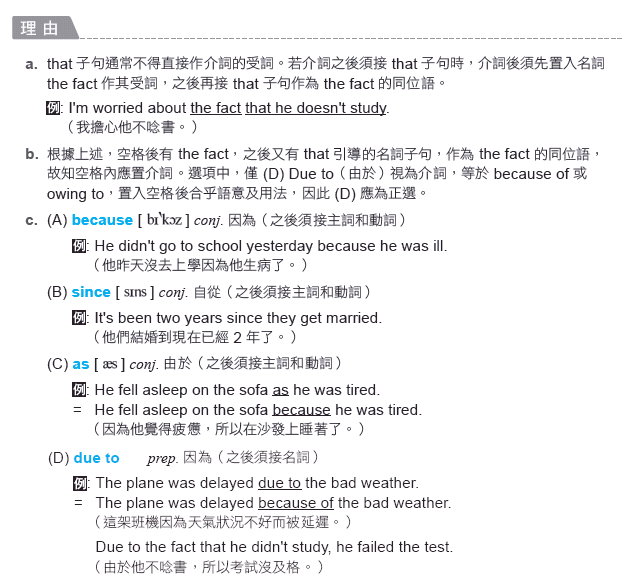 理由
a. that 子句通常不得直接作介詞的受詞。若介詞之後須接 that 子句時，介詞後須先置入名詞
the fact 作其受詞，之後再接 that 子句作為 the fact 的同位語。
例: I'm worried about the fact that he doesn't study.
（我擔心他不唸書。）
b. 根據上述，空格後有 the fact，之後又有 that 引導的名詞子句，作為 the fact 的同位語，
故知空格內應置介詞。選項中，僅 (D) Due to（由於）視為介詞，等於 because of 或
owing to，置入空格後合乎語意及用法，因此 (D) 應為正選。
c. (A) because [ bɪˋkɔz ] conj. 因為（之後須接主詞和動詞）
例: He didn't go to school yesterday because he was ill.
（他昨天沒去上學因為他生病了。）
(B) since [ sɪns ] conj. 自從（之後須接主詞和動詞）
例: It's been two years since they get married.
（他們結婚到現在已經 2 年了。）
(C) as [ æs ] conj. 由於（之後須接主詞和動詞）
例: He fell asleep on the sofa as he was tired.
= He fell asleep on the sofa because he was tired.
（因為他覺得疲憊，所以在沙發上睡著了。）
(D) due to prep. 因為（之後須接名詞）
例: The plane was delayed due to the bad weather.
= The plane was delayed because of the bad weather.
（這架班機因為天氣狀況不好而被延遲。）
Due to the fact that he didn't study, he failed the test.
（由於他不唸書，所以考試沒及格。）